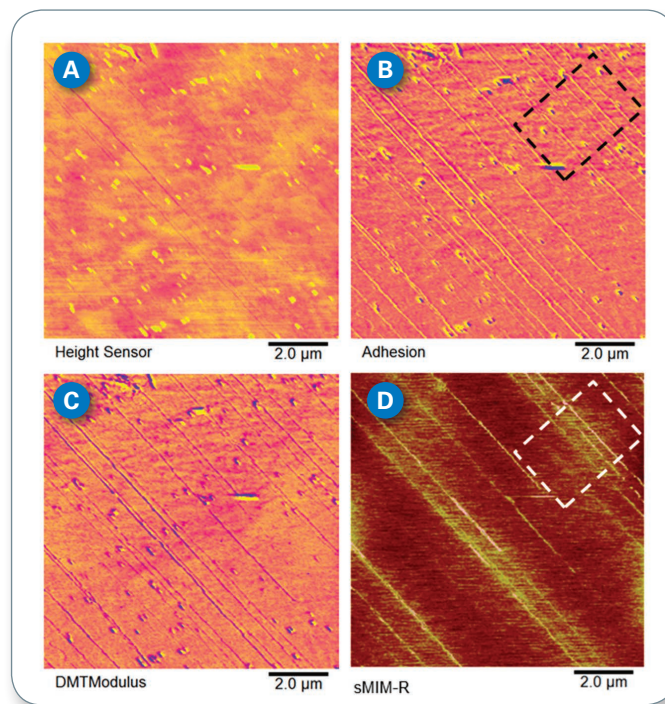 A
B
Height Sensor
2.0 µm
Adhesion
2.0 µm
C
D
DMTModulus
2.0 µm
sMIM-R
2.0 µm